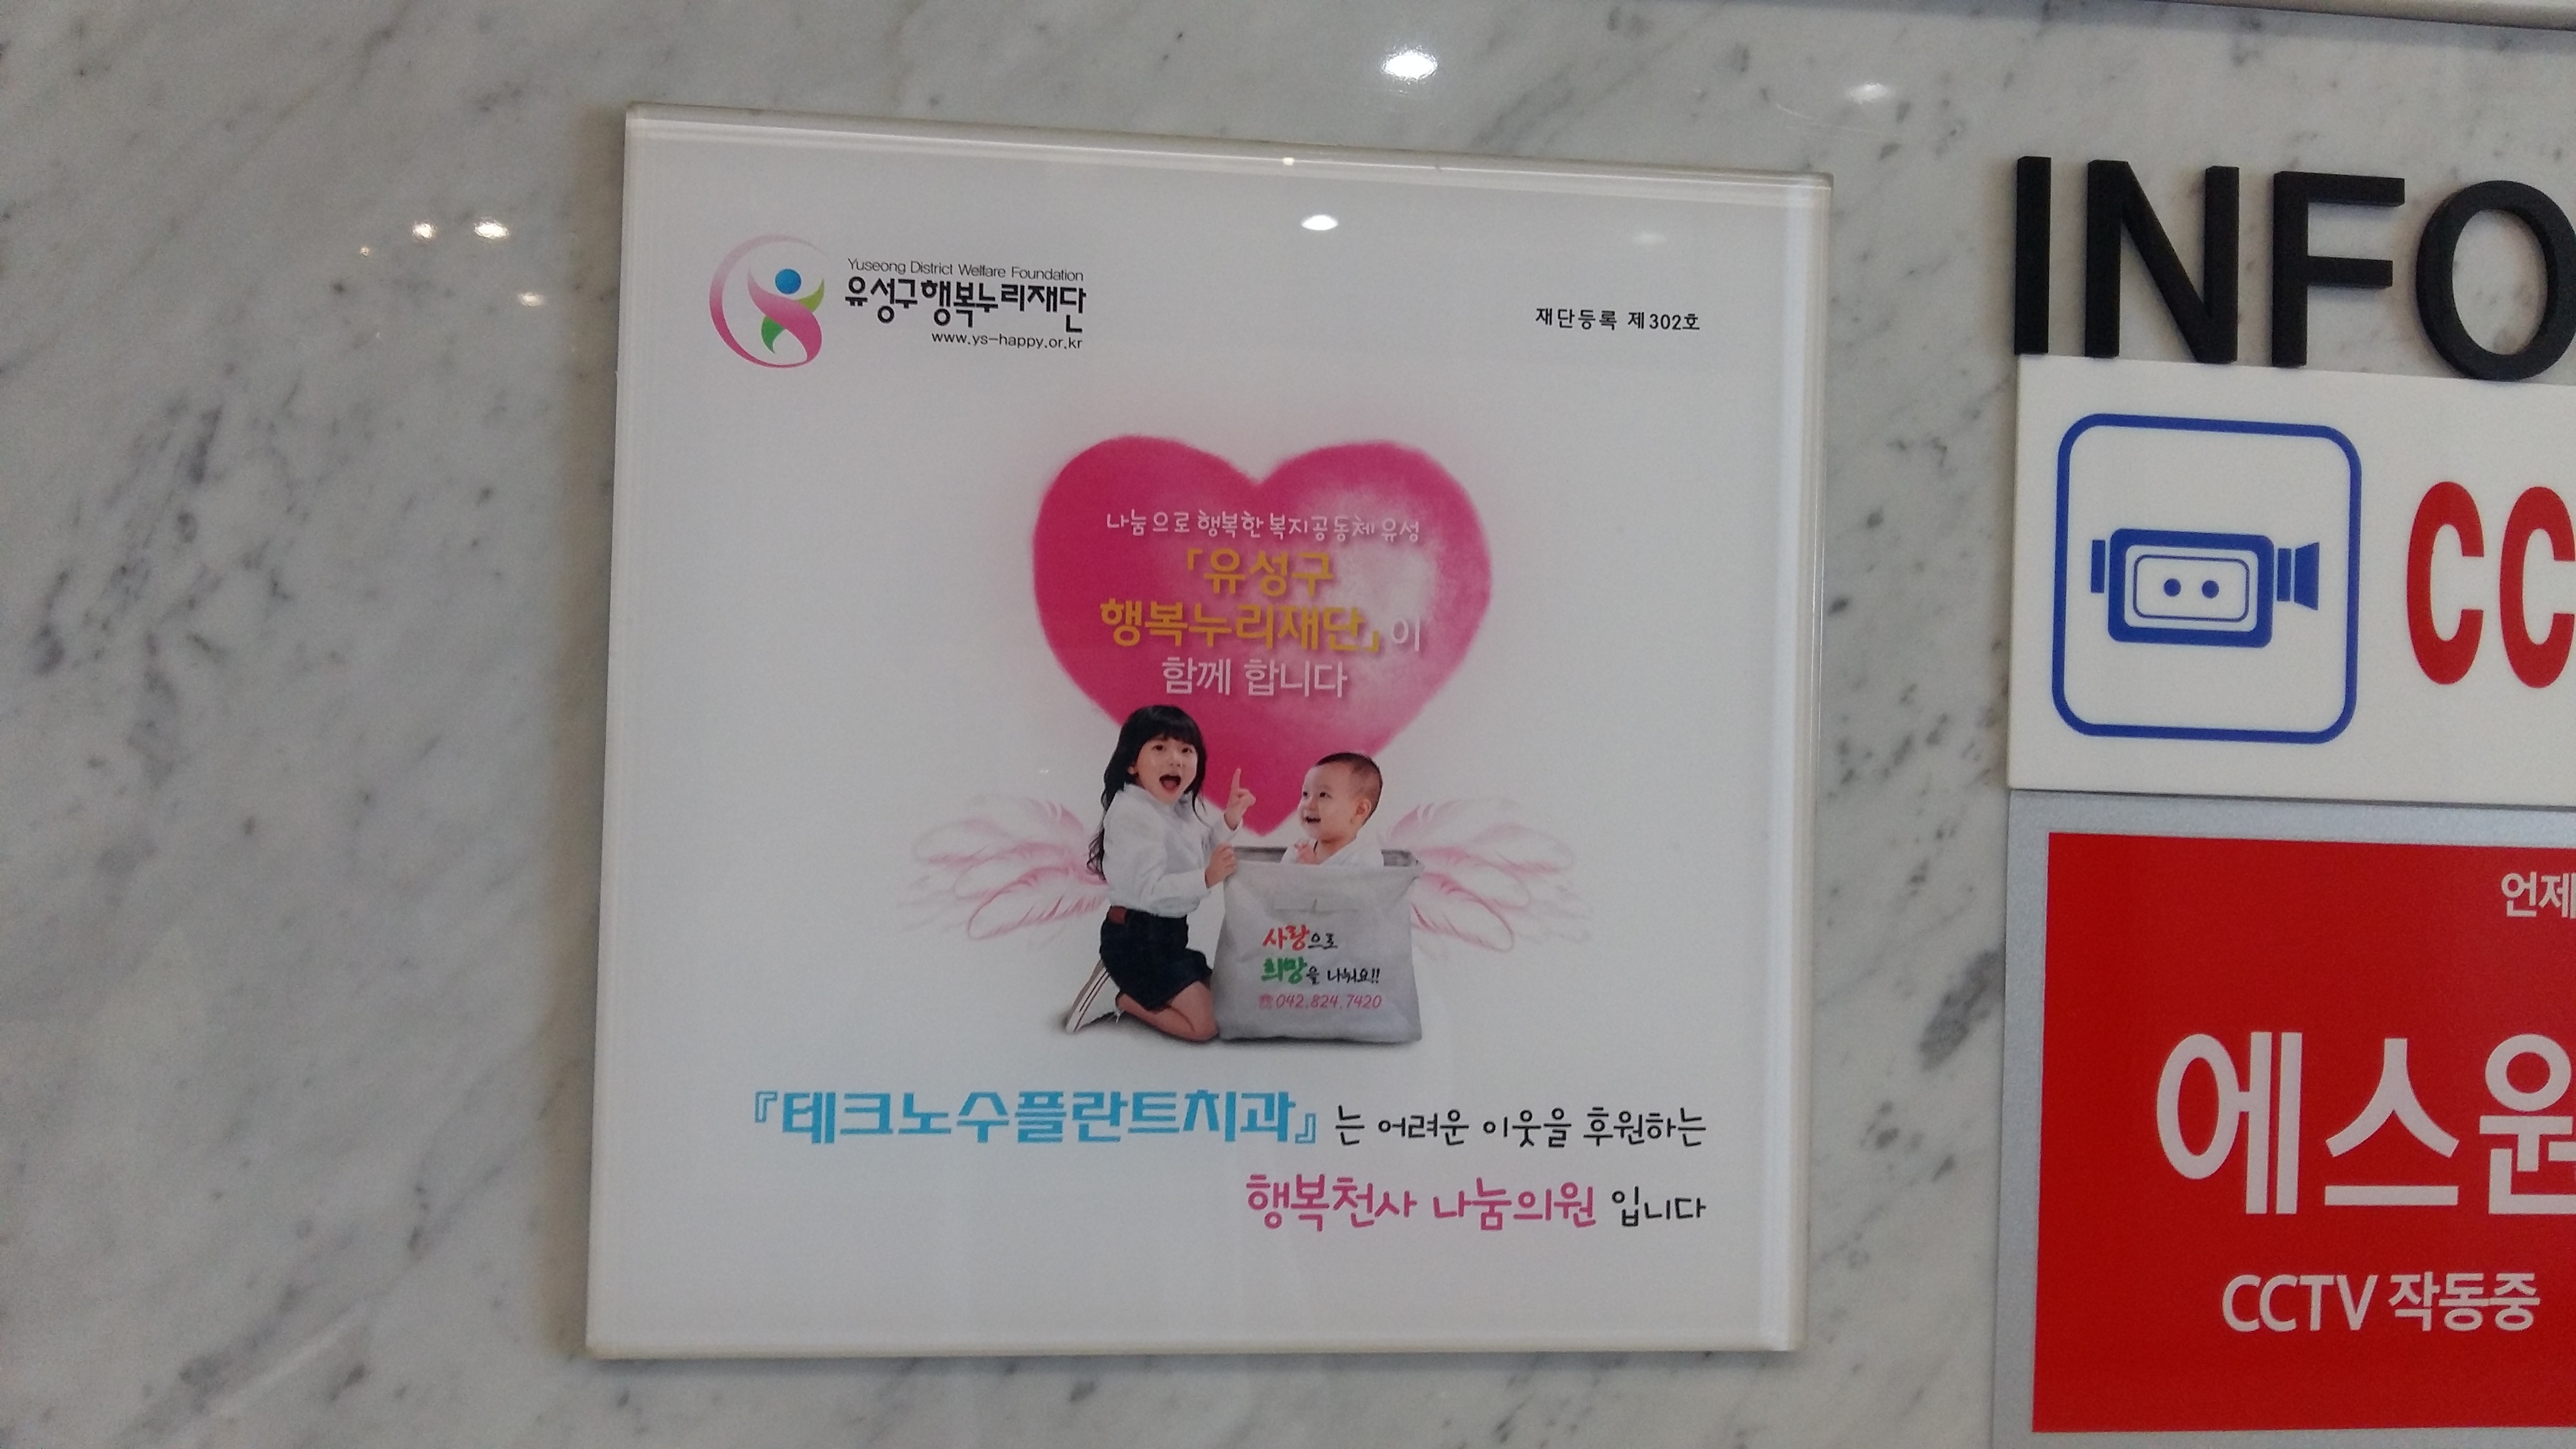 Yuseong District Welfare Foundation
유성구행복누리재단
www.ys-happy.or.kr
재단등록 제302호
나눔으로 행복한 복지공동체 유성
「유성구
행복누리재단」이
함께 합니다
사랑으로
희망을 나눠요!!
☎042.824.7420
『테크노수플란트치과』는 어려운 이웃을 후원하는
행복천사 나눔의원 입니다
INFO
CC
언제
에스원
CCTV 작동중